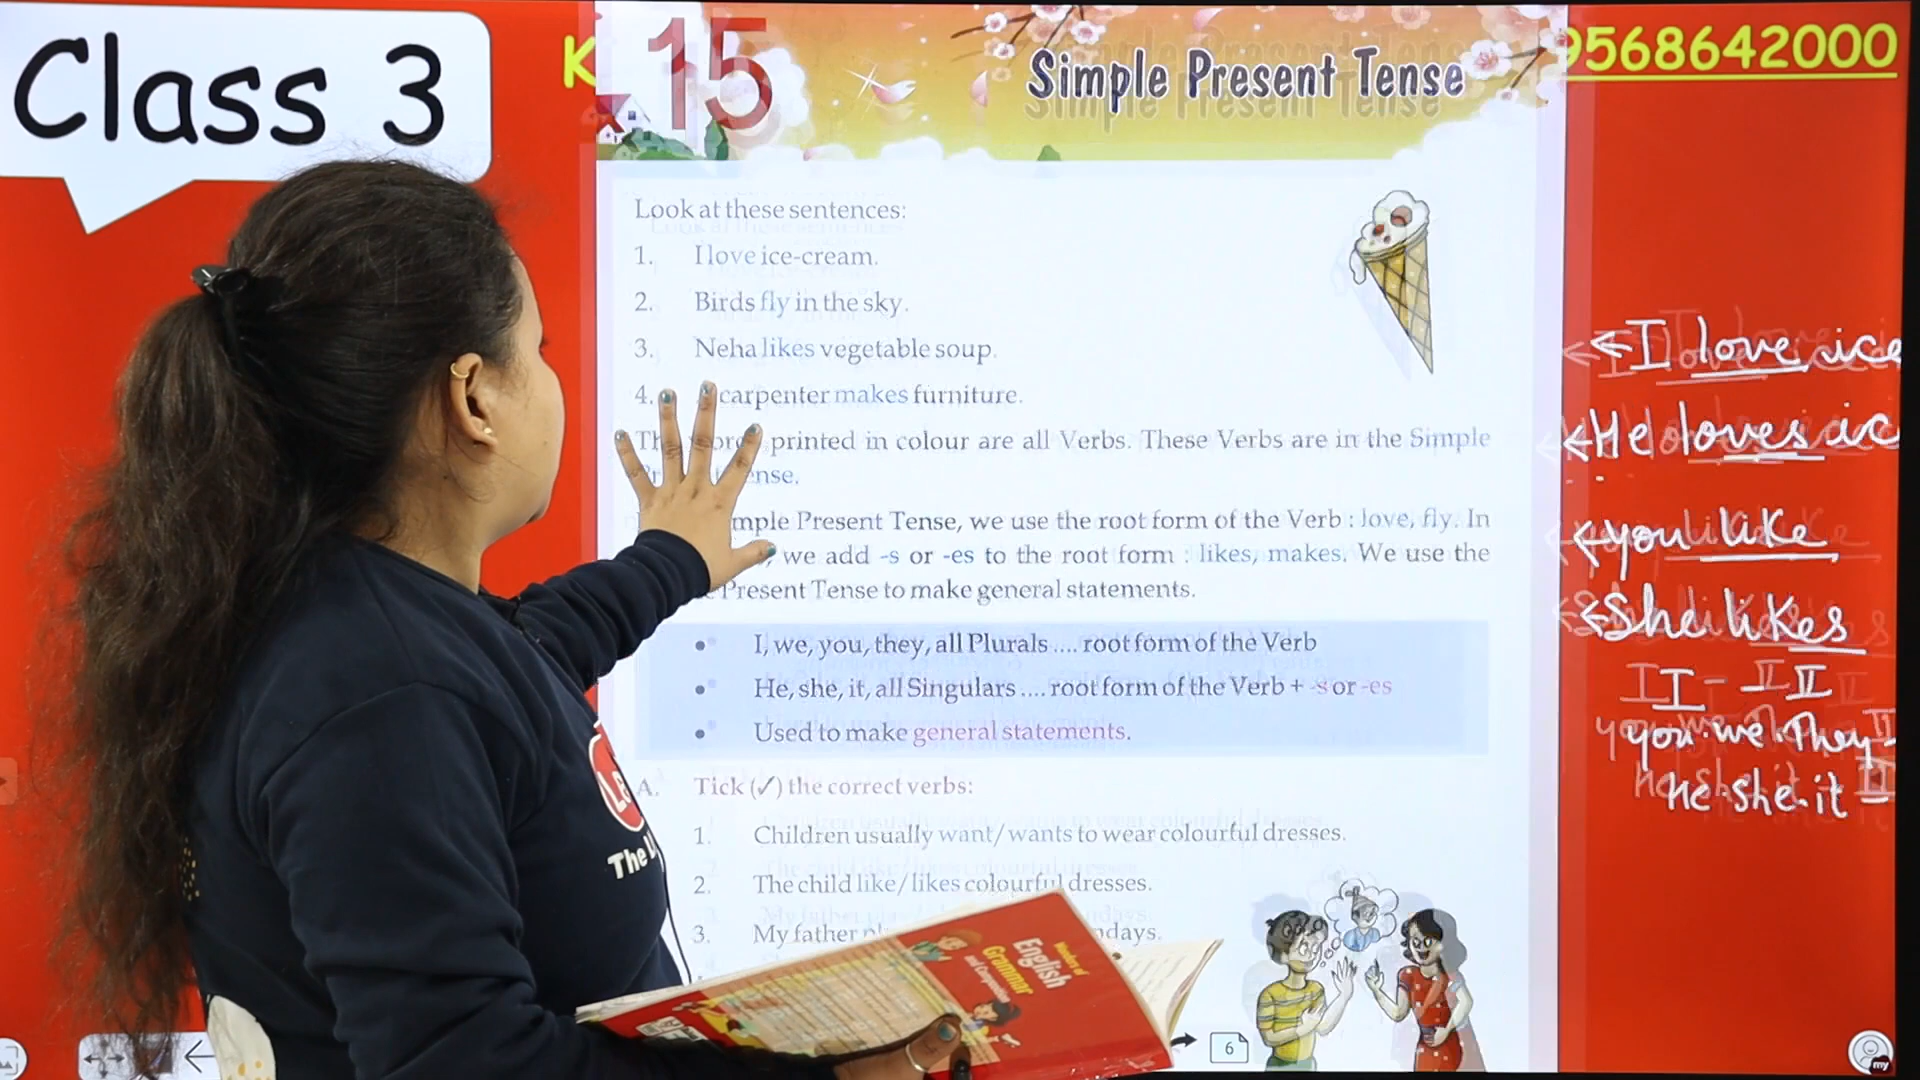 Class 3
15
Simple Present Tense
9568642000
Look at these sentences:
1. I love ice-cream.
2. Birds fly in the sky.
3. Neha likes vegetable soup.
4. carpenter makes furniture.
printed in colour are all Verbs. These Verbs are in the Simple
Present Tense, we use the root form of the Verb : love, fly. In
we add -s or -es to the root form : likes, makes. We use the
Present Tense to make general statements.
• I, we, you, they, all Plurals .... root form of the Verb
• He, she, it, all Singulars .... root form of the Verb + -s or -es
• Used to make general statements.
A. Tick (✓) the correct verbs:
1. Children usually want/wants to wear colourful dresses.
2. The child like/likes colourful dresses.
3. My father
I love ice
He loves ic
you like
She likes
I I - II II
you. we. They -
He. She. it -
The
English
Grammar
and Composition
6
my